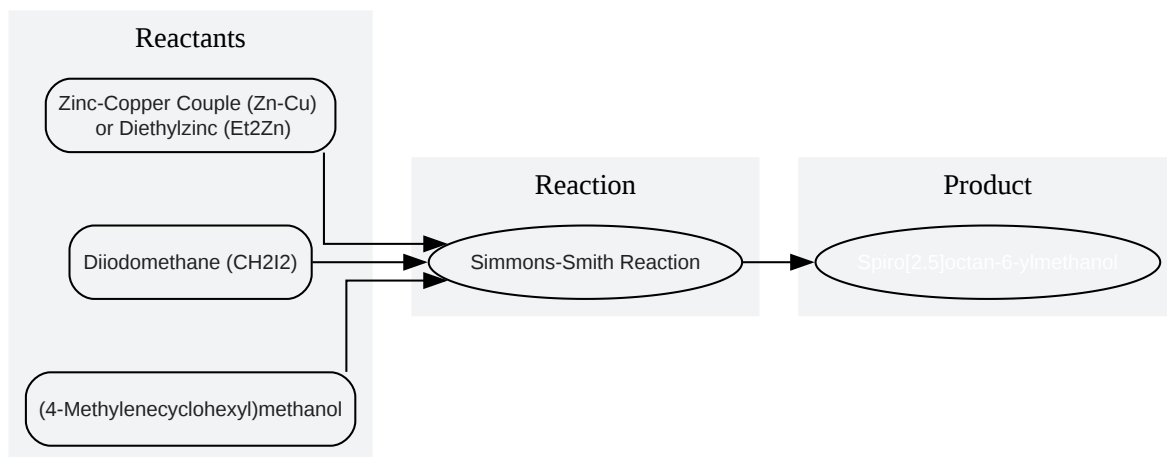 Reactants
Zinc-Copper Couple (Zn-Cu)
or Diethylzinc (Et2Zn)
Diiodomethane (CH2I2)
(4-Methylenecyclohexyl)methanol
Reaction
Simmons-Smith Reaction
Product
Spiro[2.5]octan-6-ylmethanol